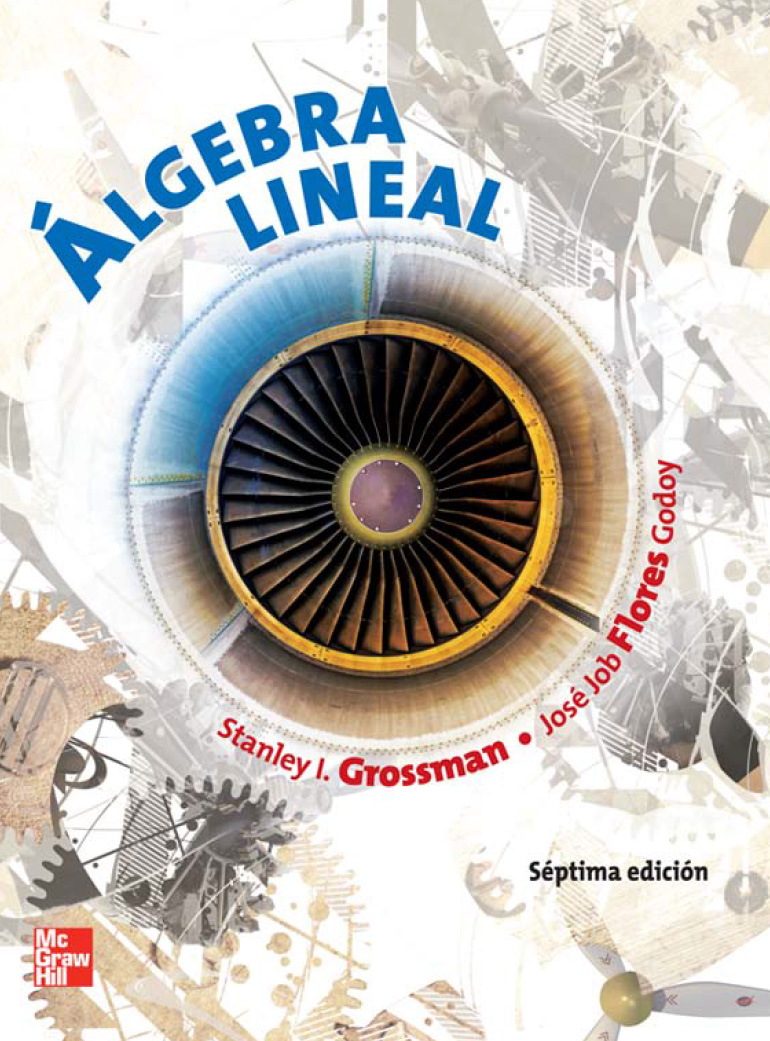 ÁLGEBRA
LINEAL
Stanley I. Grossman • José Job Flores Godoy
Séptima edición
Mc
Graw
Hill